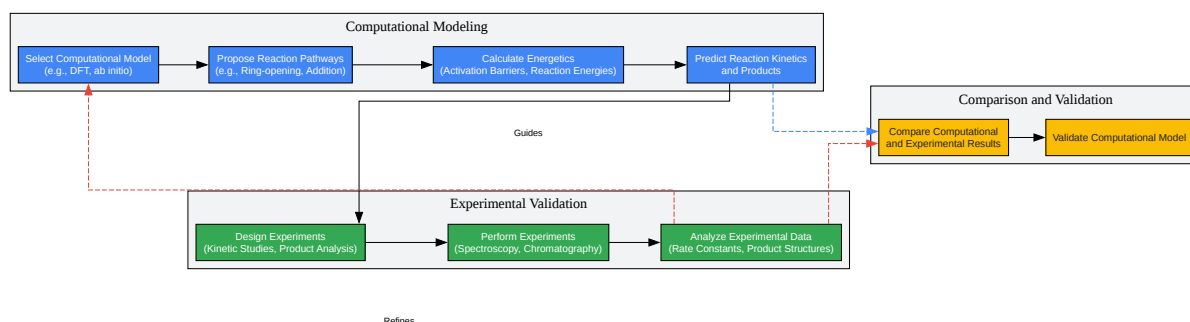 Computational Modeling
Select Computational Model
(e.g., DFT, ab initio)
Propose Reaction Pathways
(e.g., Ring-opening, Addition)
Calculate Energetics
(Activation Barriers, Reaction Energies)
Predict Reaction Kinetics
and Products
Comparison and Validation
Compare Computational
and Experimental Results
Validate Computational Model
Guides
Experimental Validation
Design Experiments
(Kinetic Studies, Product Analysis)
Perform Experiments
(Spectroscopy, Chromatography)
Analyze Experimental Data
(Rate Constants, Product Structures)
Refines